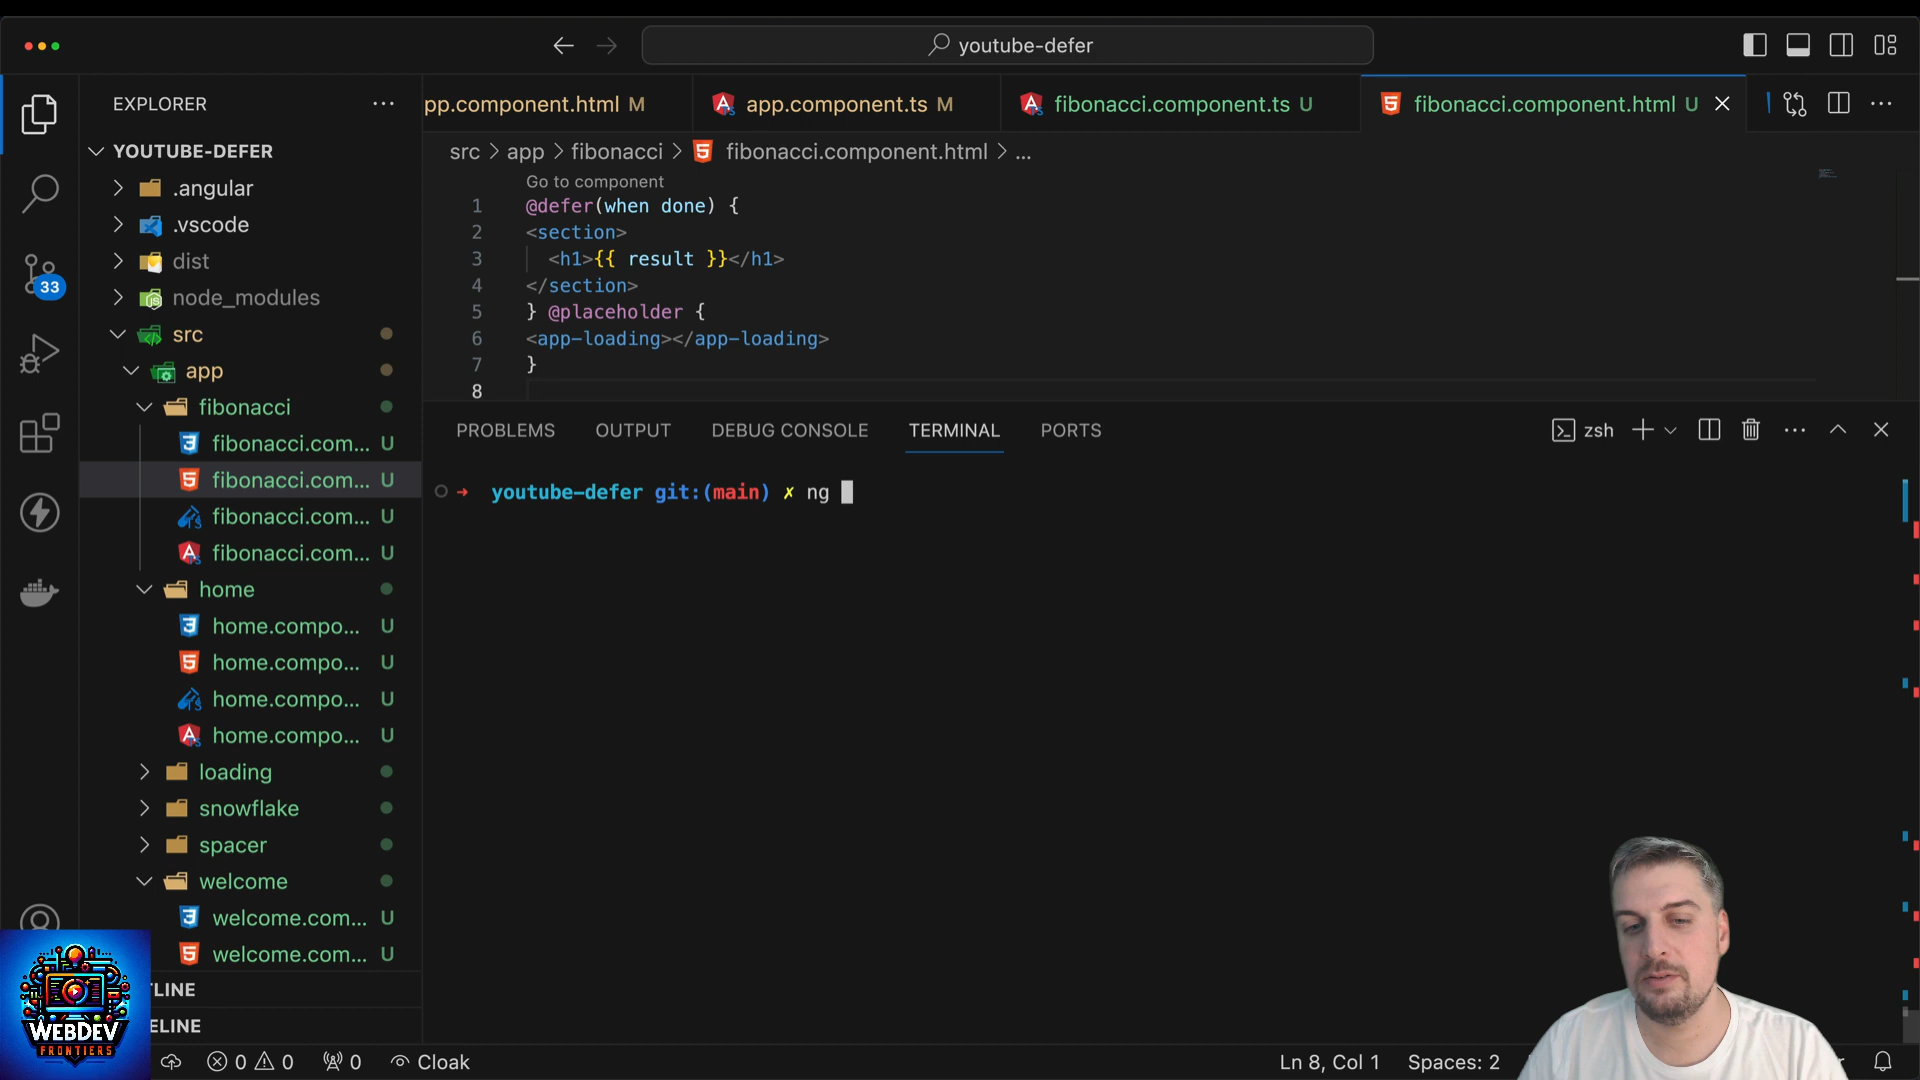 youtube-defer
EXPLORER
pp.component.html M
app.component.ts M
fibonacci.component.ts U
fibonacci.component.html U
YOUTUBE-DEFER
src > app > fibonacci > fibonacci.component.html > ...
.angular
.vscode
dist
node_modules
src
app
fibonacci
fibonacci.com... U
fibonacci.com... U
fibonacci.com... U
fibonacci.com... U
home
home.compo... U
home.compo... U
home.compo... U
home.compo... U
loading
snowflake
spacer
welcome
welcome.com... U
welcome.com... U
TLINE
ELINE
33
Go to component
1 @defer(when done) {
2 <section>
3 <h1>{{ result }}</h1>
4 </section>
5 } @placeholder {
6 <app-loading></app-loading>
7 }
8
PROBLEMS OUTPUT DEBUG CONSOLE TERMINAL PORTS
zsh
➜ youtube-defer git:(main) ✗ ng
WEBDEV
FRONTIERS
0 0 0 Cloak
Ln 8, Col 1 Spaces: 2